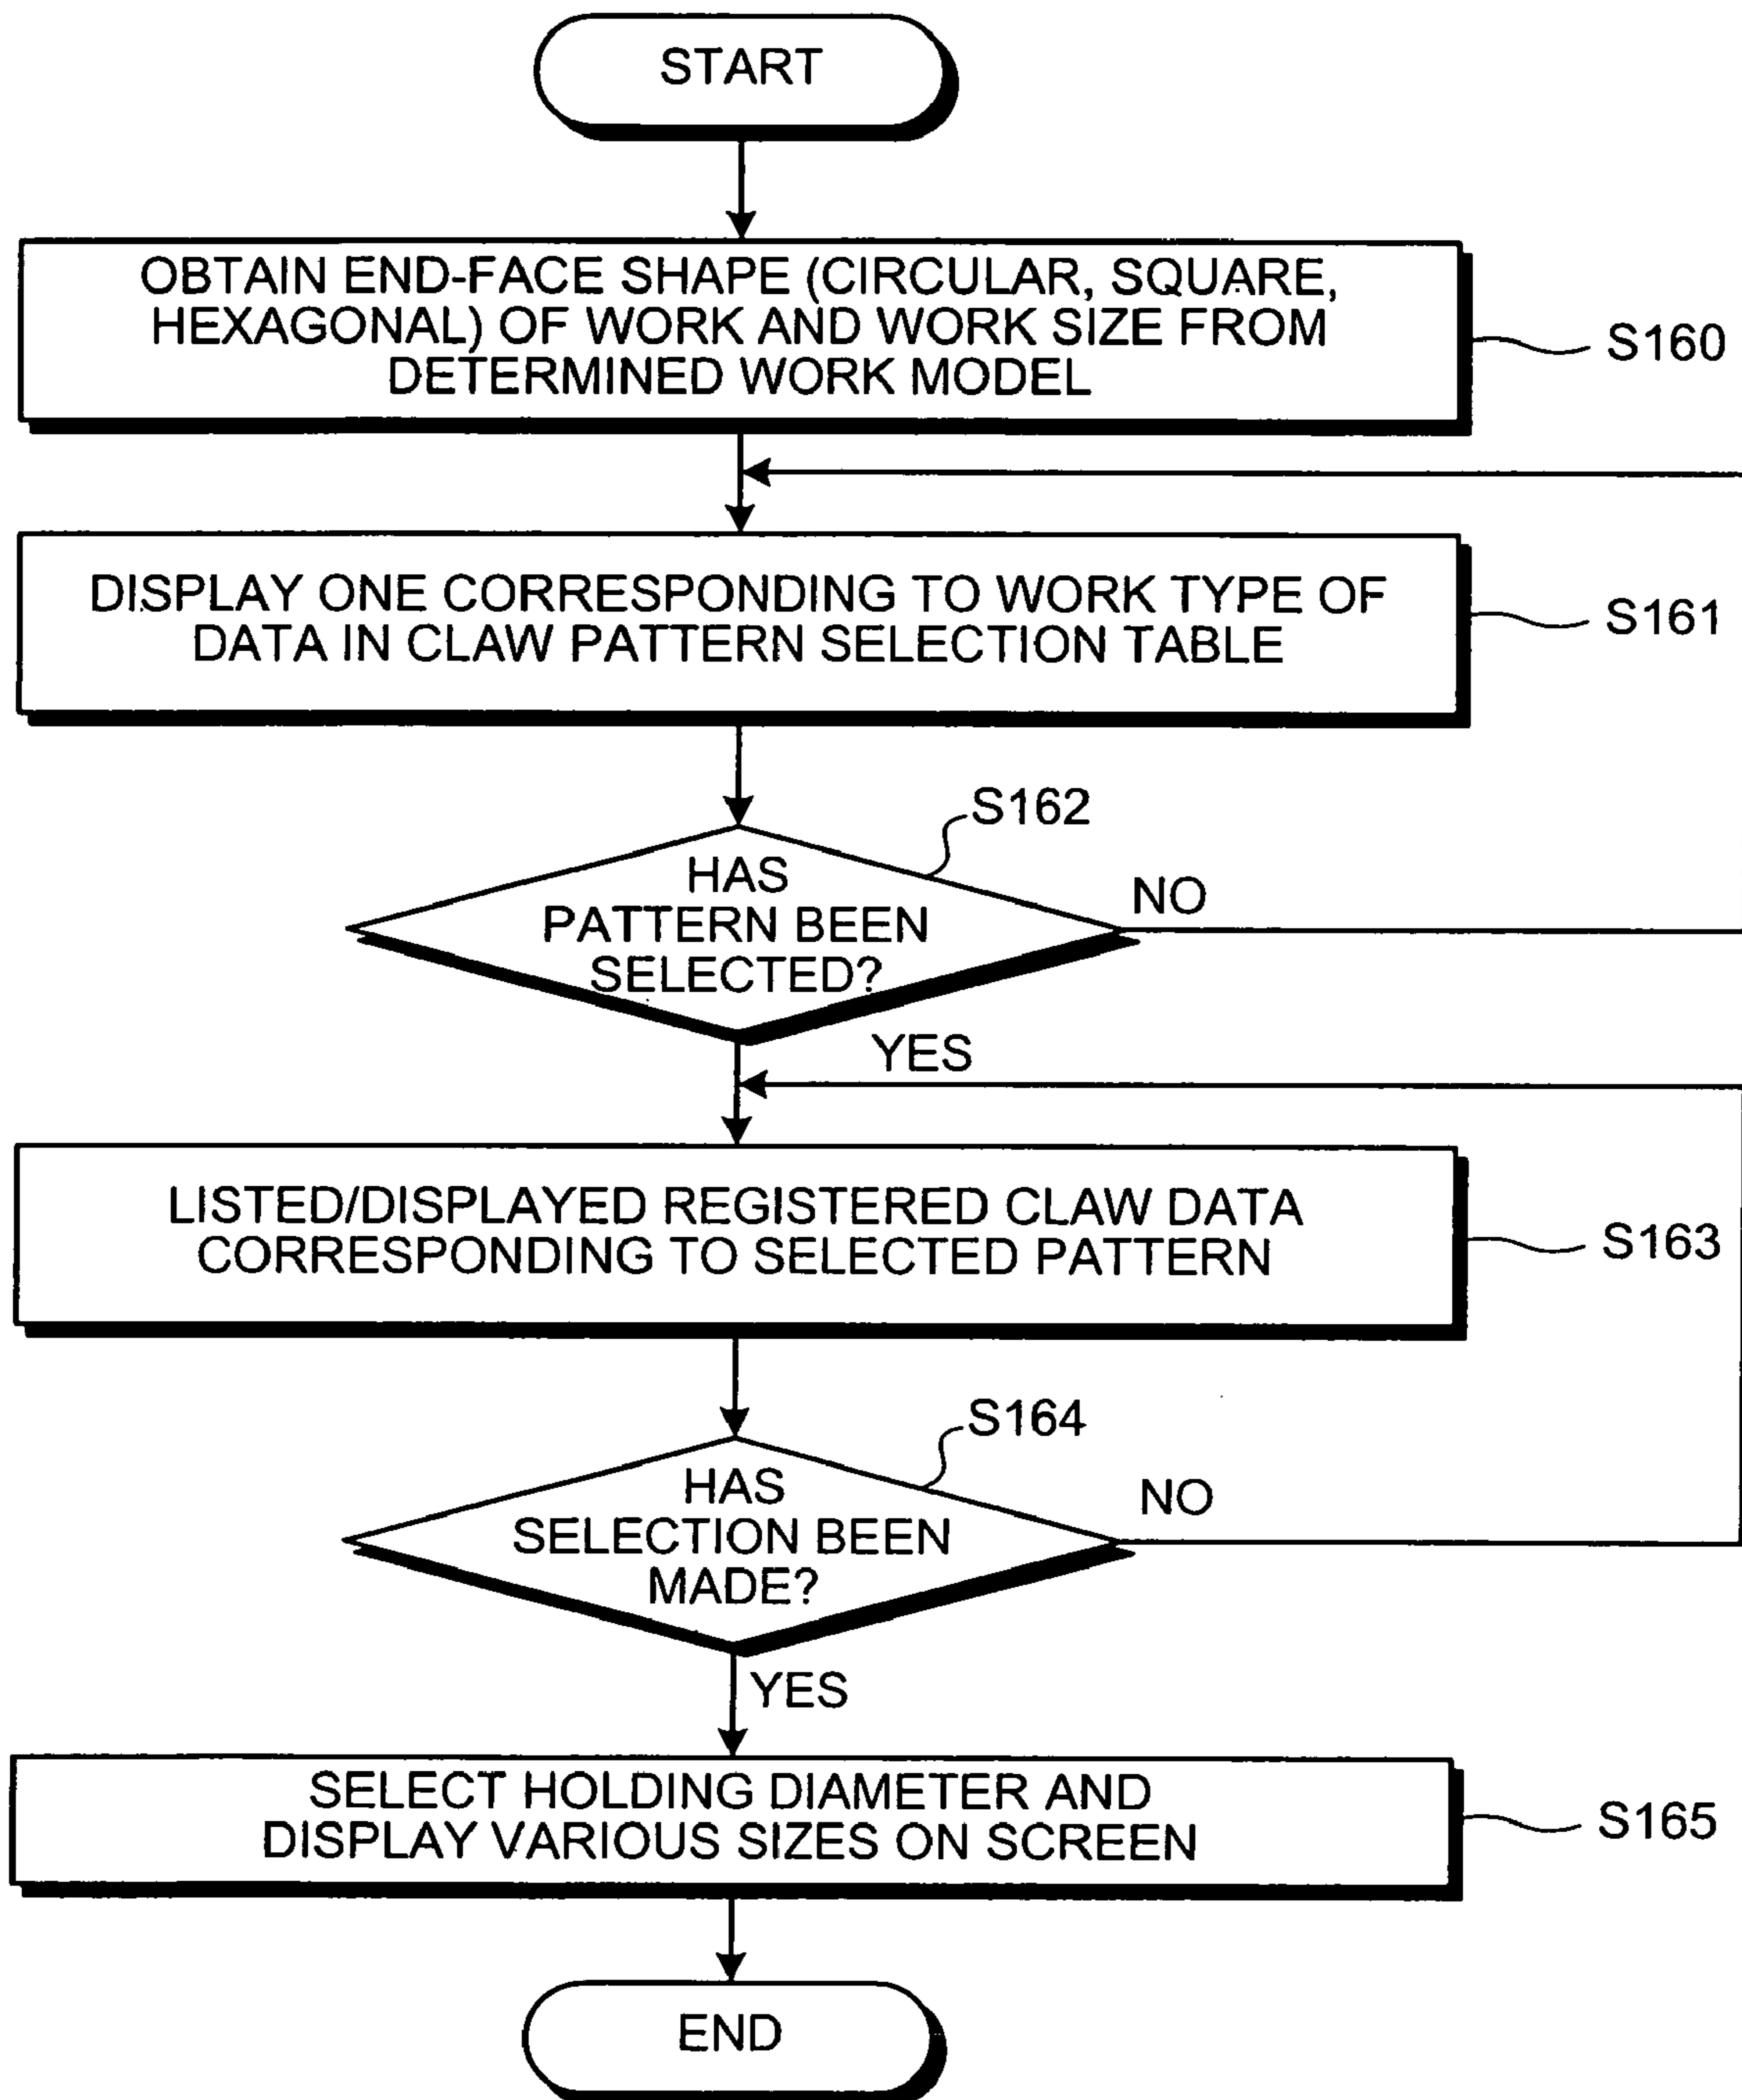 START
OBTAIN END-FACE SHAPE (CIRCULAR, SQUARE,
HEXAGONAL) OF WORK AND WORK SIZE FROM
DETERMINED WORK MODEL
S160
DISPLAY ONE CORRESPONDING TO WORK TYPE OF
DATA IN CLAW PATTERN SELECTION TABLE
S161
S162
HAS
PATTERN BEEN
SELECTED?
NO
YES
LISTED/DISPLAYED REGISTERED CLAW DATA
CORRESPONDING TO SELECTED PATTERN
S163
S164
HAS
SELECTION BEEN
MADE?
NO
YES
SELECT HOLDING DIAMETER AND
DISPLAY VARIOUS SIZES ON SCREEN
S165
END